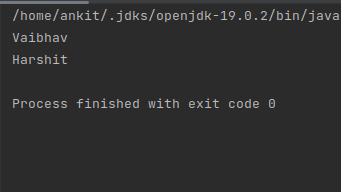 /home/ankit/.jdks/openjdk-19.0.2/bin/java
Vaibhav
Harshit
Process finished with exit code 0